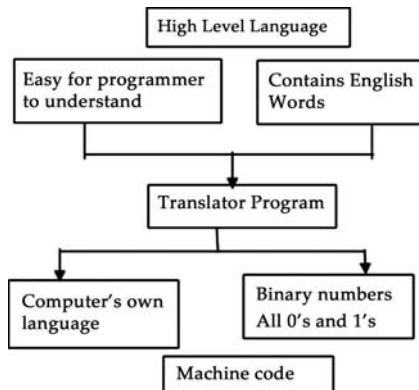 High Level Language
Easy for programmer
to understand
Contains English
Words
Translator Program
Computer's own
language
Binary numbers
All 0's and 1's
Machine code